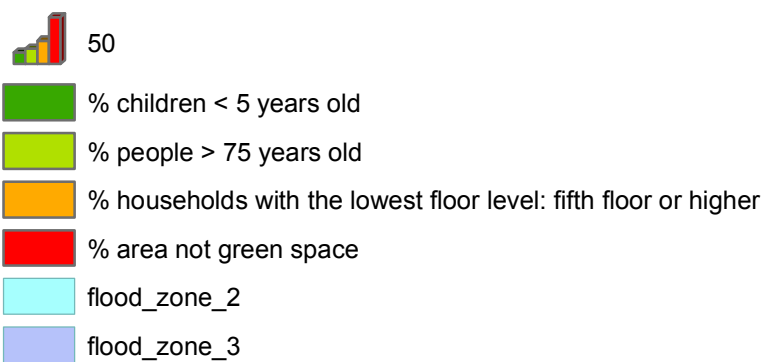 50
% children < 5 years old
% people > 75 years old
% households with the lowest floor level: fifth floor or higher
% area not green space
flood_zone_2
flood_zone_3